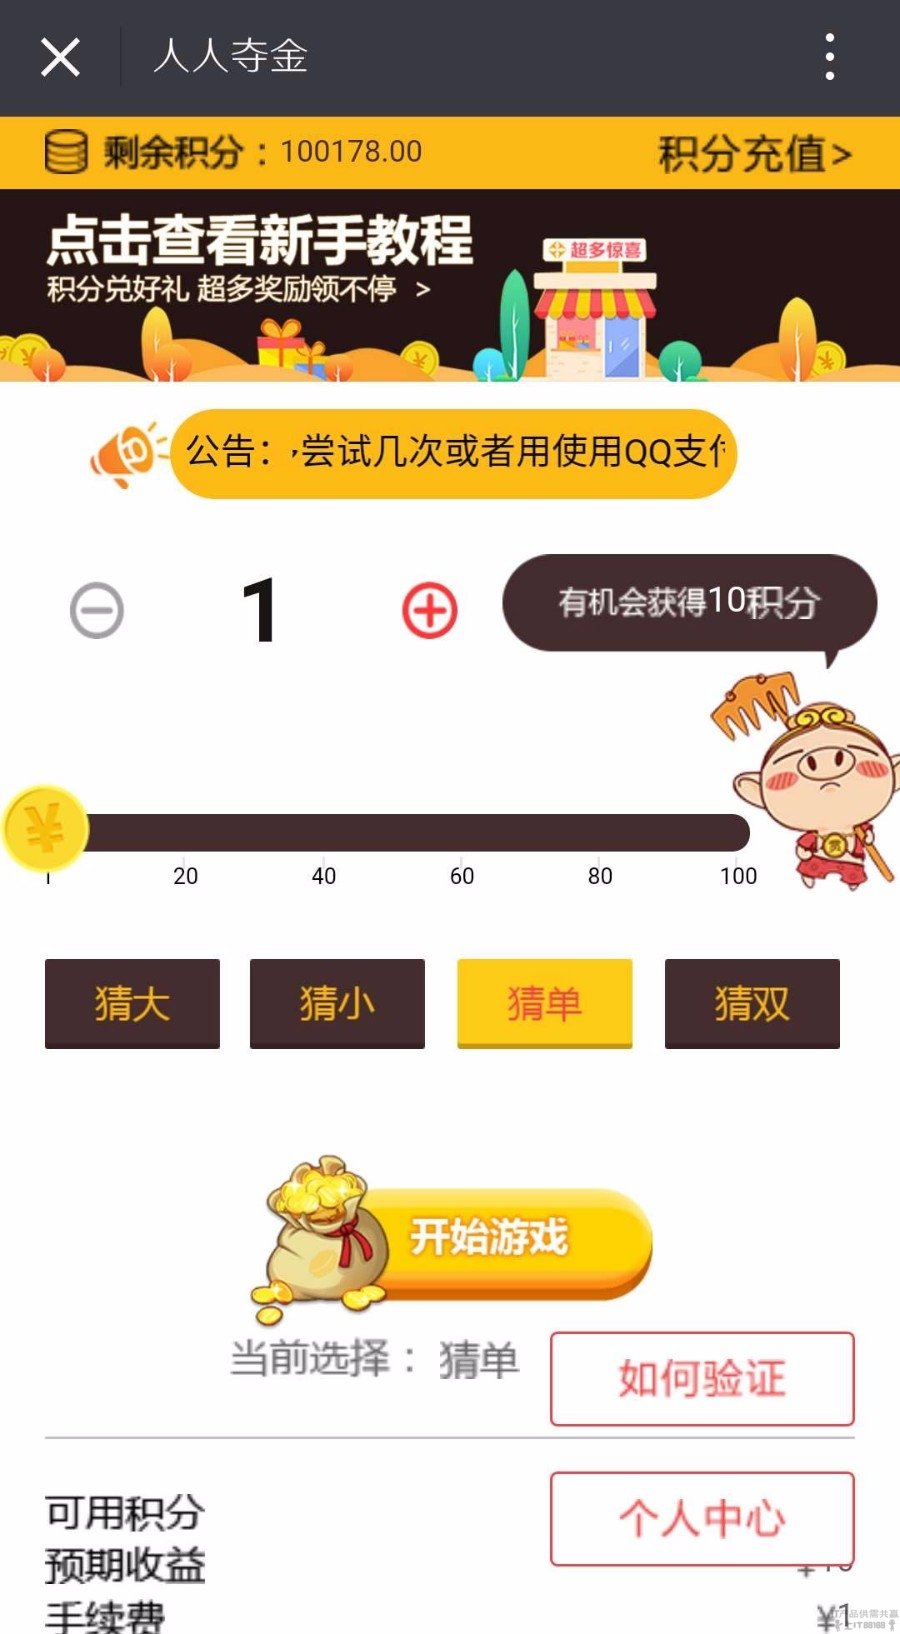 人人夺金
剩余积分：100178.00
积分充值>
点击查看新手教程
积分兑好礼 超多奖励领不停 >
超多惊喜
公告：尝试几次或者用使用QQ支付
1
有机会获得10积分
1 20 40 60 80 100
猜大 猜小 猜单 猜双
开始游戏
当前选择：猜单
如何验证
可用积分
个人中心
预期收益
手续费 ¥1